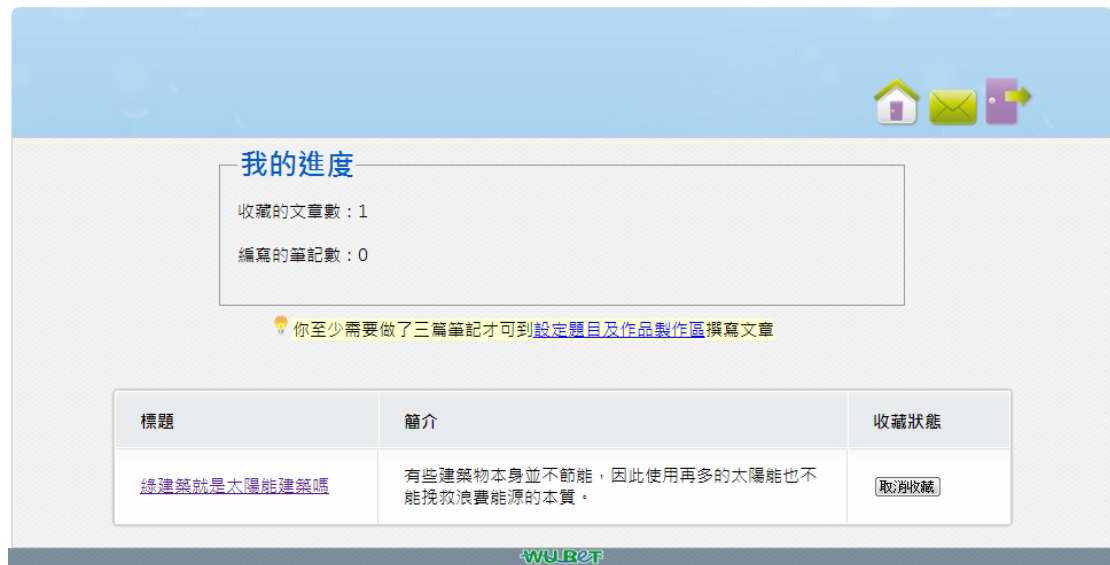 我的進度
收藏的文章數：1
編寫的筆記數：0
你至少需要做了三篇筆記才可到設定題目及作品製作區撰寫文章
標題
簡介
收藏狀態
綠建築就是太陽能建築嗎
有些建築物本身並不節能，因此使用再多的太陽能也不
能挽救浪費能源的本質。
取消收藏
WURET